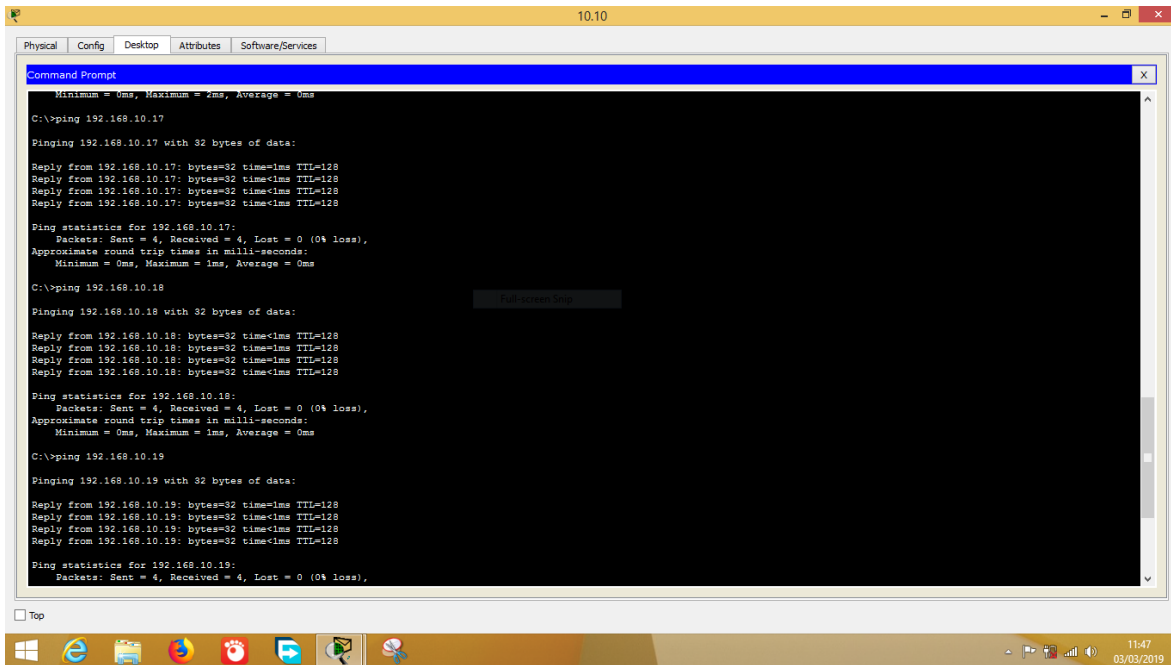 10.10
Physical Config Desktop Attributes Software/Services
Command Prompt X
Minimum = 0ms, Maximum = 2ms, Average = 0ms
C:\>ping 192.168.10.17
Pinging 192.168.10.17 with 32 bytes of data:
Reply from 192.168.10.17: bytes=32 time=1ms TTL=128
Reply from 192.168.10.17: bytes=32 time<1ms TTL=128
Reply from 192.168.10.17: bytes=32 time<1ms TTL=128
Reply from 192.168.10.17: bytes=32 time<1ms TTL=128
Ping statistics for 192.168.10.17:
Packets: Sent = 4, Received = 4, Lost = 0 (0% loss),
Approximate round trip times in milli-seconds:
Minimum = 0ms, Maximum = 1ms, Average = 0ms
C:\>ping 192.168.10.18
Full-screen Snip
Pinging 192.168.10.18 with 32 bytes of data:
Reply from 192.168.10.18: bytes=32 time<1ms TTL=128
Reply from 192.168.10.18: bytes=32 time=1ms TTL=128
Reply from 192.168.10.18: bytes=32 time<1ms TTL=128
Reply from 192.168.10.18: bytes=32 time<1ms TTL=128
Ping statistics for 192.168.10.18:
Packets: Sent = 4, Received = 4, Lost = 0 (0% loss),
Approximate round trip times in milli-seconds:
Minimum = 0ms, Maximum = 1ms, Average = 0ms
C:\>ping 192.168.10.19
Pinging 192.168.10.19 with 32 bytes of data:
Reply from 192.168.10.19: bytes=32 time=1ms TTL=128
Reply from 192.168.10.19: bytes=32 time<1ms TTL=128
Reply from 192.168.10.19: bytes=32 time<1ms TTL=128
Reply from 192.168.10.19: bytes=32 time<1ms TTL=128
Ping statistics for 192.168.10.19:
Packets: Sent = 4, Received = 4, Lost = 0 (0% loss),
Top
11:47
03/03/2019